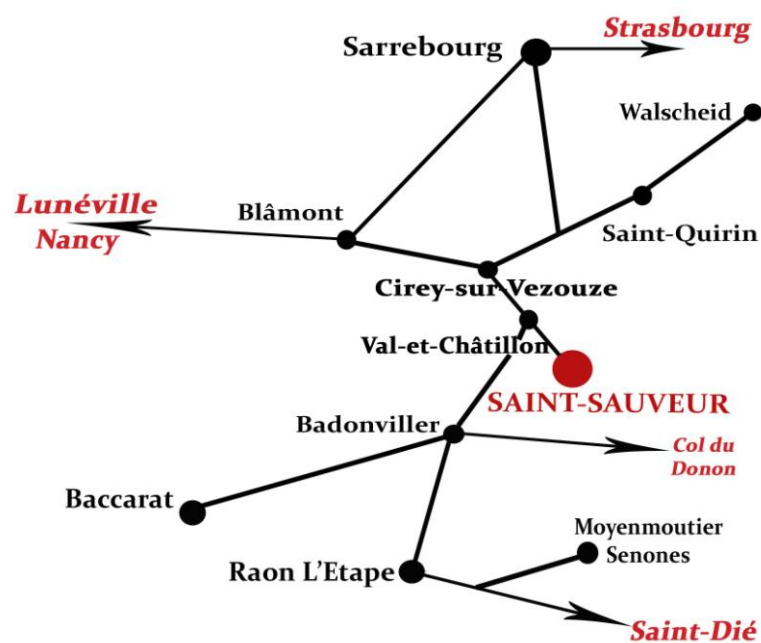 Strasbourg
Sarrebourg
Walscheid
Lunéville
Nancy
Blâmont
Saint-Quirin
Cirey-sur-Vezouze
Val-et-Châtillon
SAINT-SAUVEUR
Badonviller
Col du
Donon
Baccarat
Moyenmoutier
Senones
Raon L'Etape
Saint-Dié